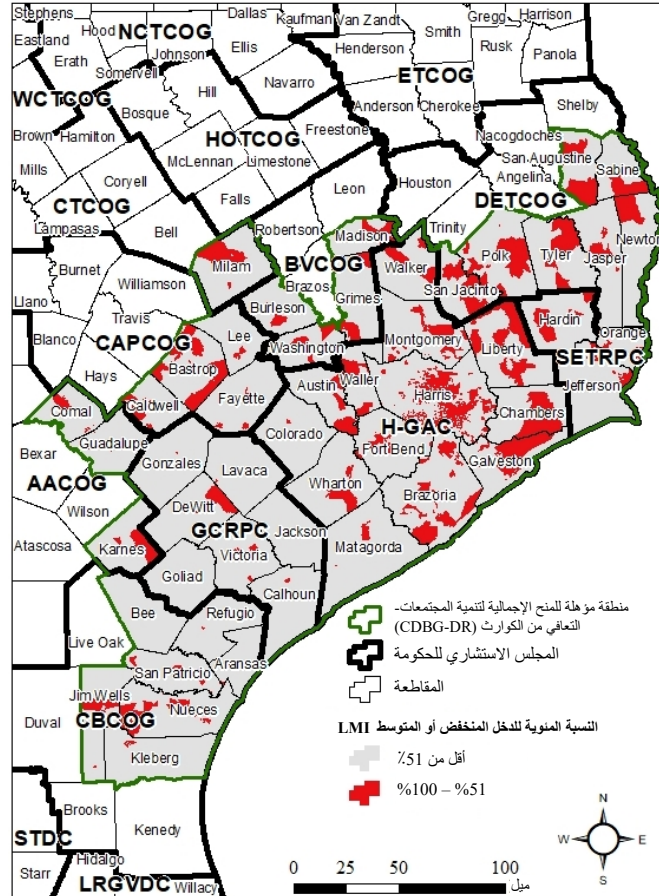 Stephens
Hood
NCTCOG
Dallas
Kaufman
Van Zandt
Gregg
Harrison
Eastland
Erath
Johnson
Ellis
Smith
Rusk
Panola
Somervell
Henderson
ETCOG
WCTCOG
Bosque
Hill
Navarro
Anderson
Cherokee
Shelby
Brown
Hamilton
HOTCOG
Freestone
Nacogdoches
Mills
McLennan
Limestone
San Augustine
Sabine
Coryell
Leon
Houston
Angelina
CTCOG
Falls
DETCOG
Lampasas
Bell
Robertson
Madison
Trinity
Newton
Burnet
Milam
BVCOG
Walker
Polk
Tyler
Jasper
Williamson
Brazos
Grimes
San Jacinto
Llano
Burleson
Hardin
Travis
Lee
Washington
Montgomery
Liberty
Orange
Blanco
CAPCOG
Bastrop
Austin
Waller
SETRPC
Hays
Fayette
Harris
Jefferson
Comal
Caldwell
Colorado
H-GAC
Chambers
Guadalupe
Fort Bend
Bexar
Gonzales
Lavaca
Galveston
AACOG
Wharton
Brazoria
Wilson
DeWitt
GCRPC
Jackson
Atascosa
Karnes
Victoria
Matagorda
Goliad
Calhoun
Bee
Refugio
Live Oak
Aransas
San Patricio
Jim Wells
Nueces
Duval
CBCOG
Kleberg
Brooks
Kenedy
STDC
Hidalgo
Starr
LRGVDC
Willacy
منطقة مؤهلة للمنح الإجمالية لتنمية المجتمعات-
التعافي من الكوارث (CDBG-DR)
المجلس الاستشاري للحكومة
المقاطعة
النسبة المئوية للدخل المنخفض أو المتوسط LMI
أقل من 51٪
%51 – %100
N
W
E
S
0 25 50 100
ميل